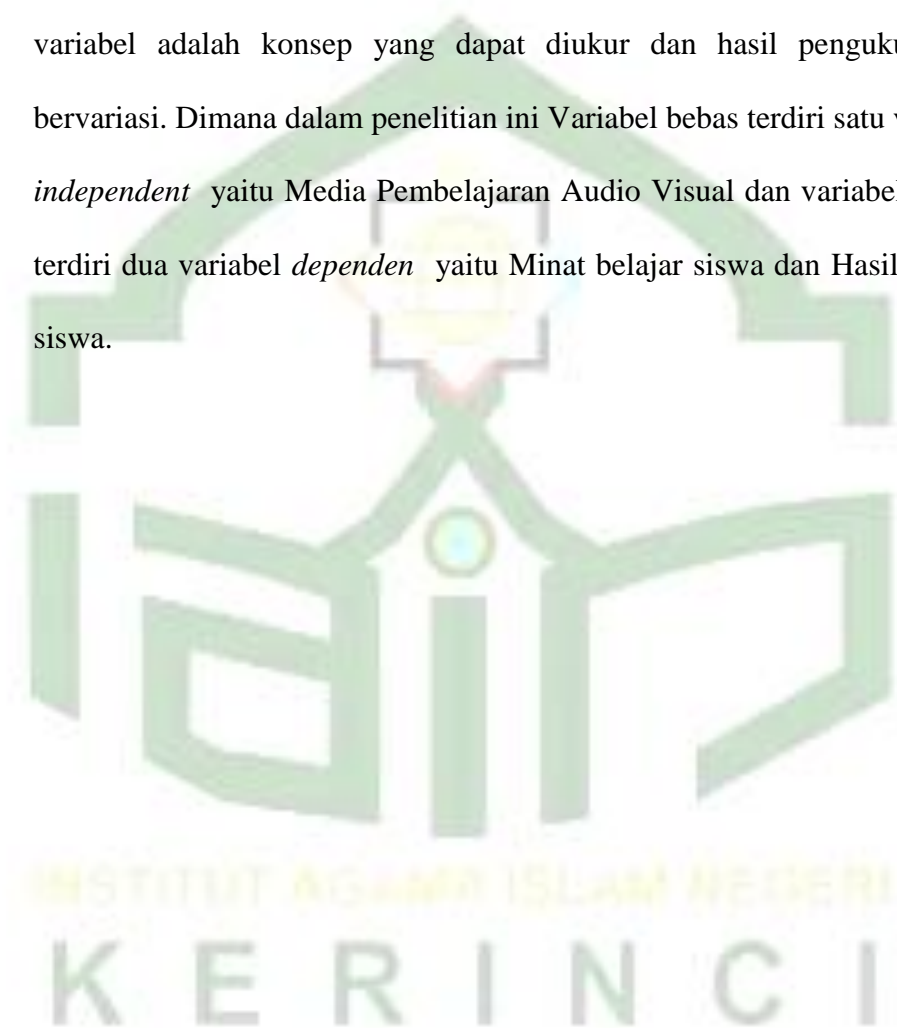 variabel adalah konsep yang dapat diukur dan hasil penguku
bervariasi. Dimana dalam penelitian ini Variabel bebas terdiri satu v
independent yaitu Media Pembelajaran Audio Visual dan variabel
terdiri dua variabel dependen yaitu Minat belajar siswa dan Hasil
siswa.
iain
INSTITUT AGAMA ISLAM NEGERI
KERINCI